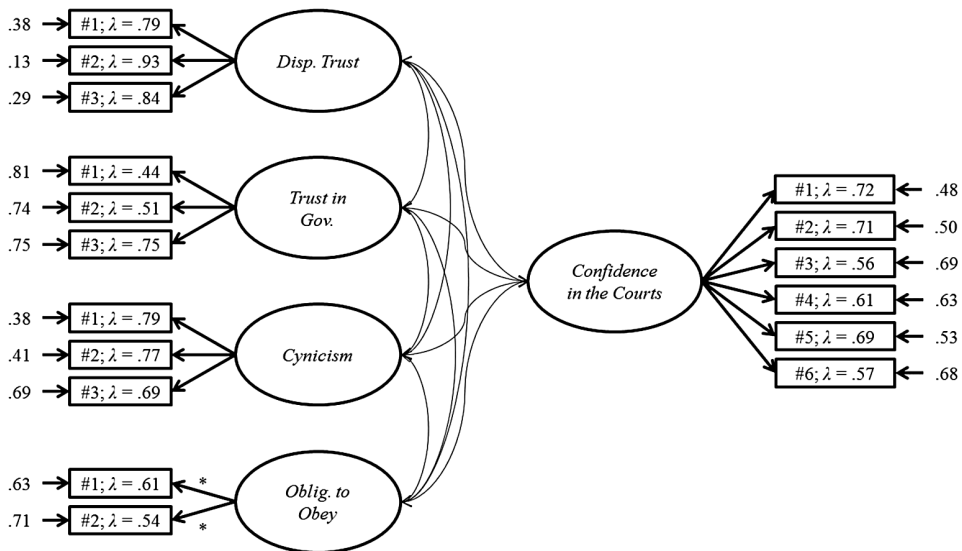 .38 #1; λ = .79
.13 #2; λ = .93
.29 #3; λ = .84
Disp. Trust
.81 #1; λ = .44
.74 #2; λ = .51
.75 #3; λ = .75
Trust in
Gov.
.38 #1; λ = .79
.41 #2; λ = .77
.69 #3; λ = .69
Cynicism
.63 #1; λ = .61
.71 #2; λ = .54
*
*
Oblig. to
Obey
Confidence
in the Courts
#1; λ = .72 .48
#2; λ = .71 .50
#3; λ = .56 .69
#4; λ = .61 .63
#5; λ = .69 .53
#6; λ = .57 .68